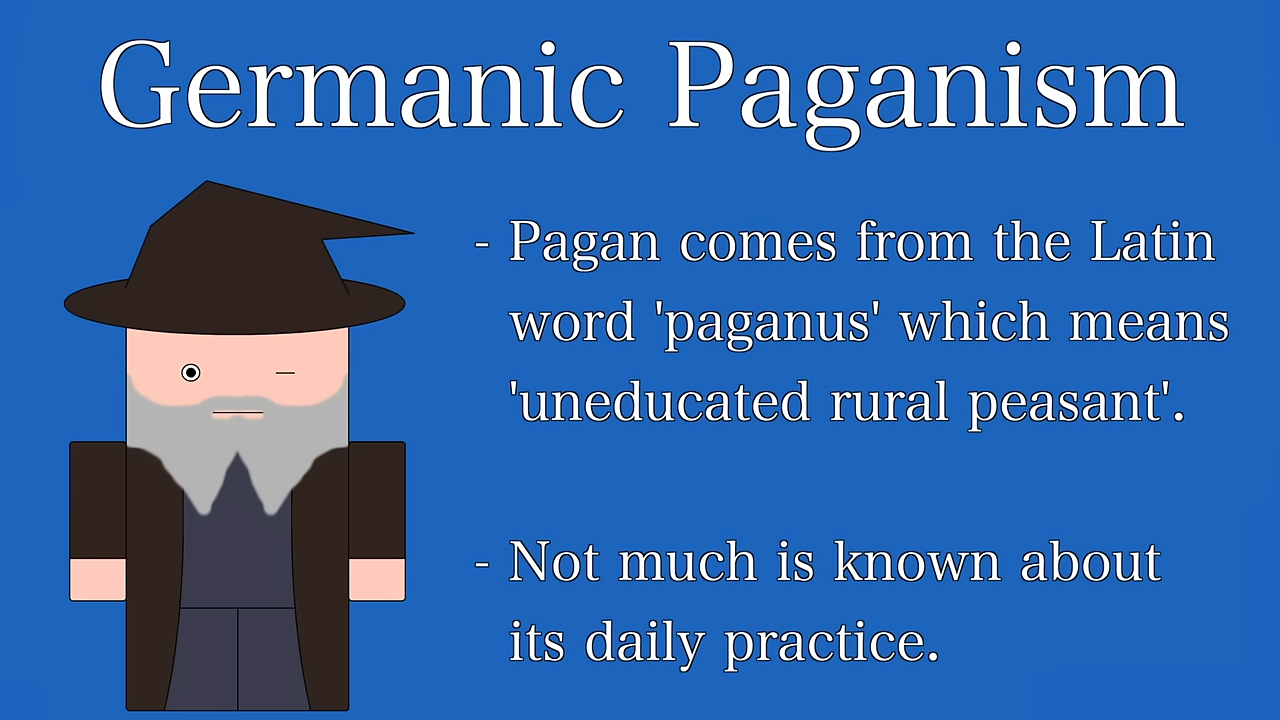 Germanic Paganism
- Pagan comes from the Latin
word 'paganus' which means
'uneducated rural peasant'.
- Not much is known about
its daily practice.